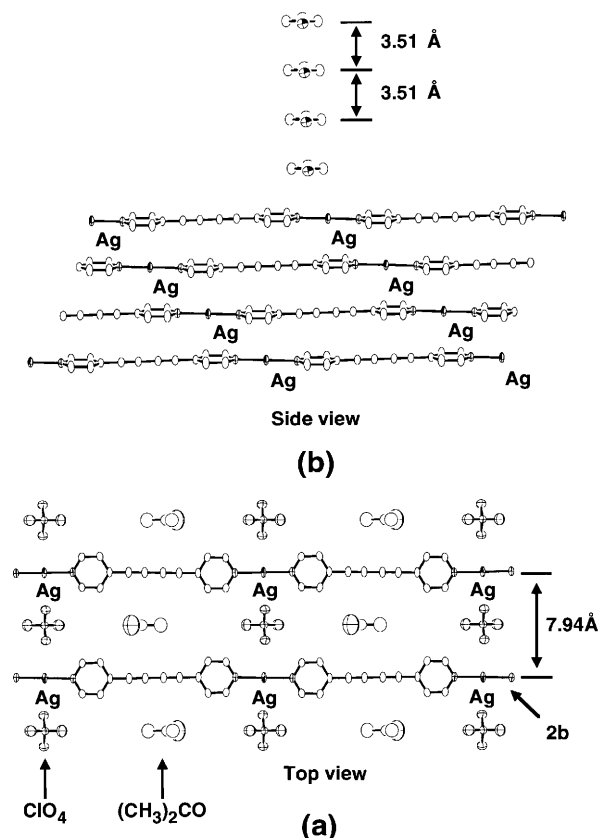 3.51 Å
3.51 Å
Ag Ag
Ag Ag
Ag Ag
Ag Ag
Side view
(b)
Ag Ag Ag
7.94Å
Ag Ag Ag
2b
Top view
ClO4 (CH3)2CO
(a)